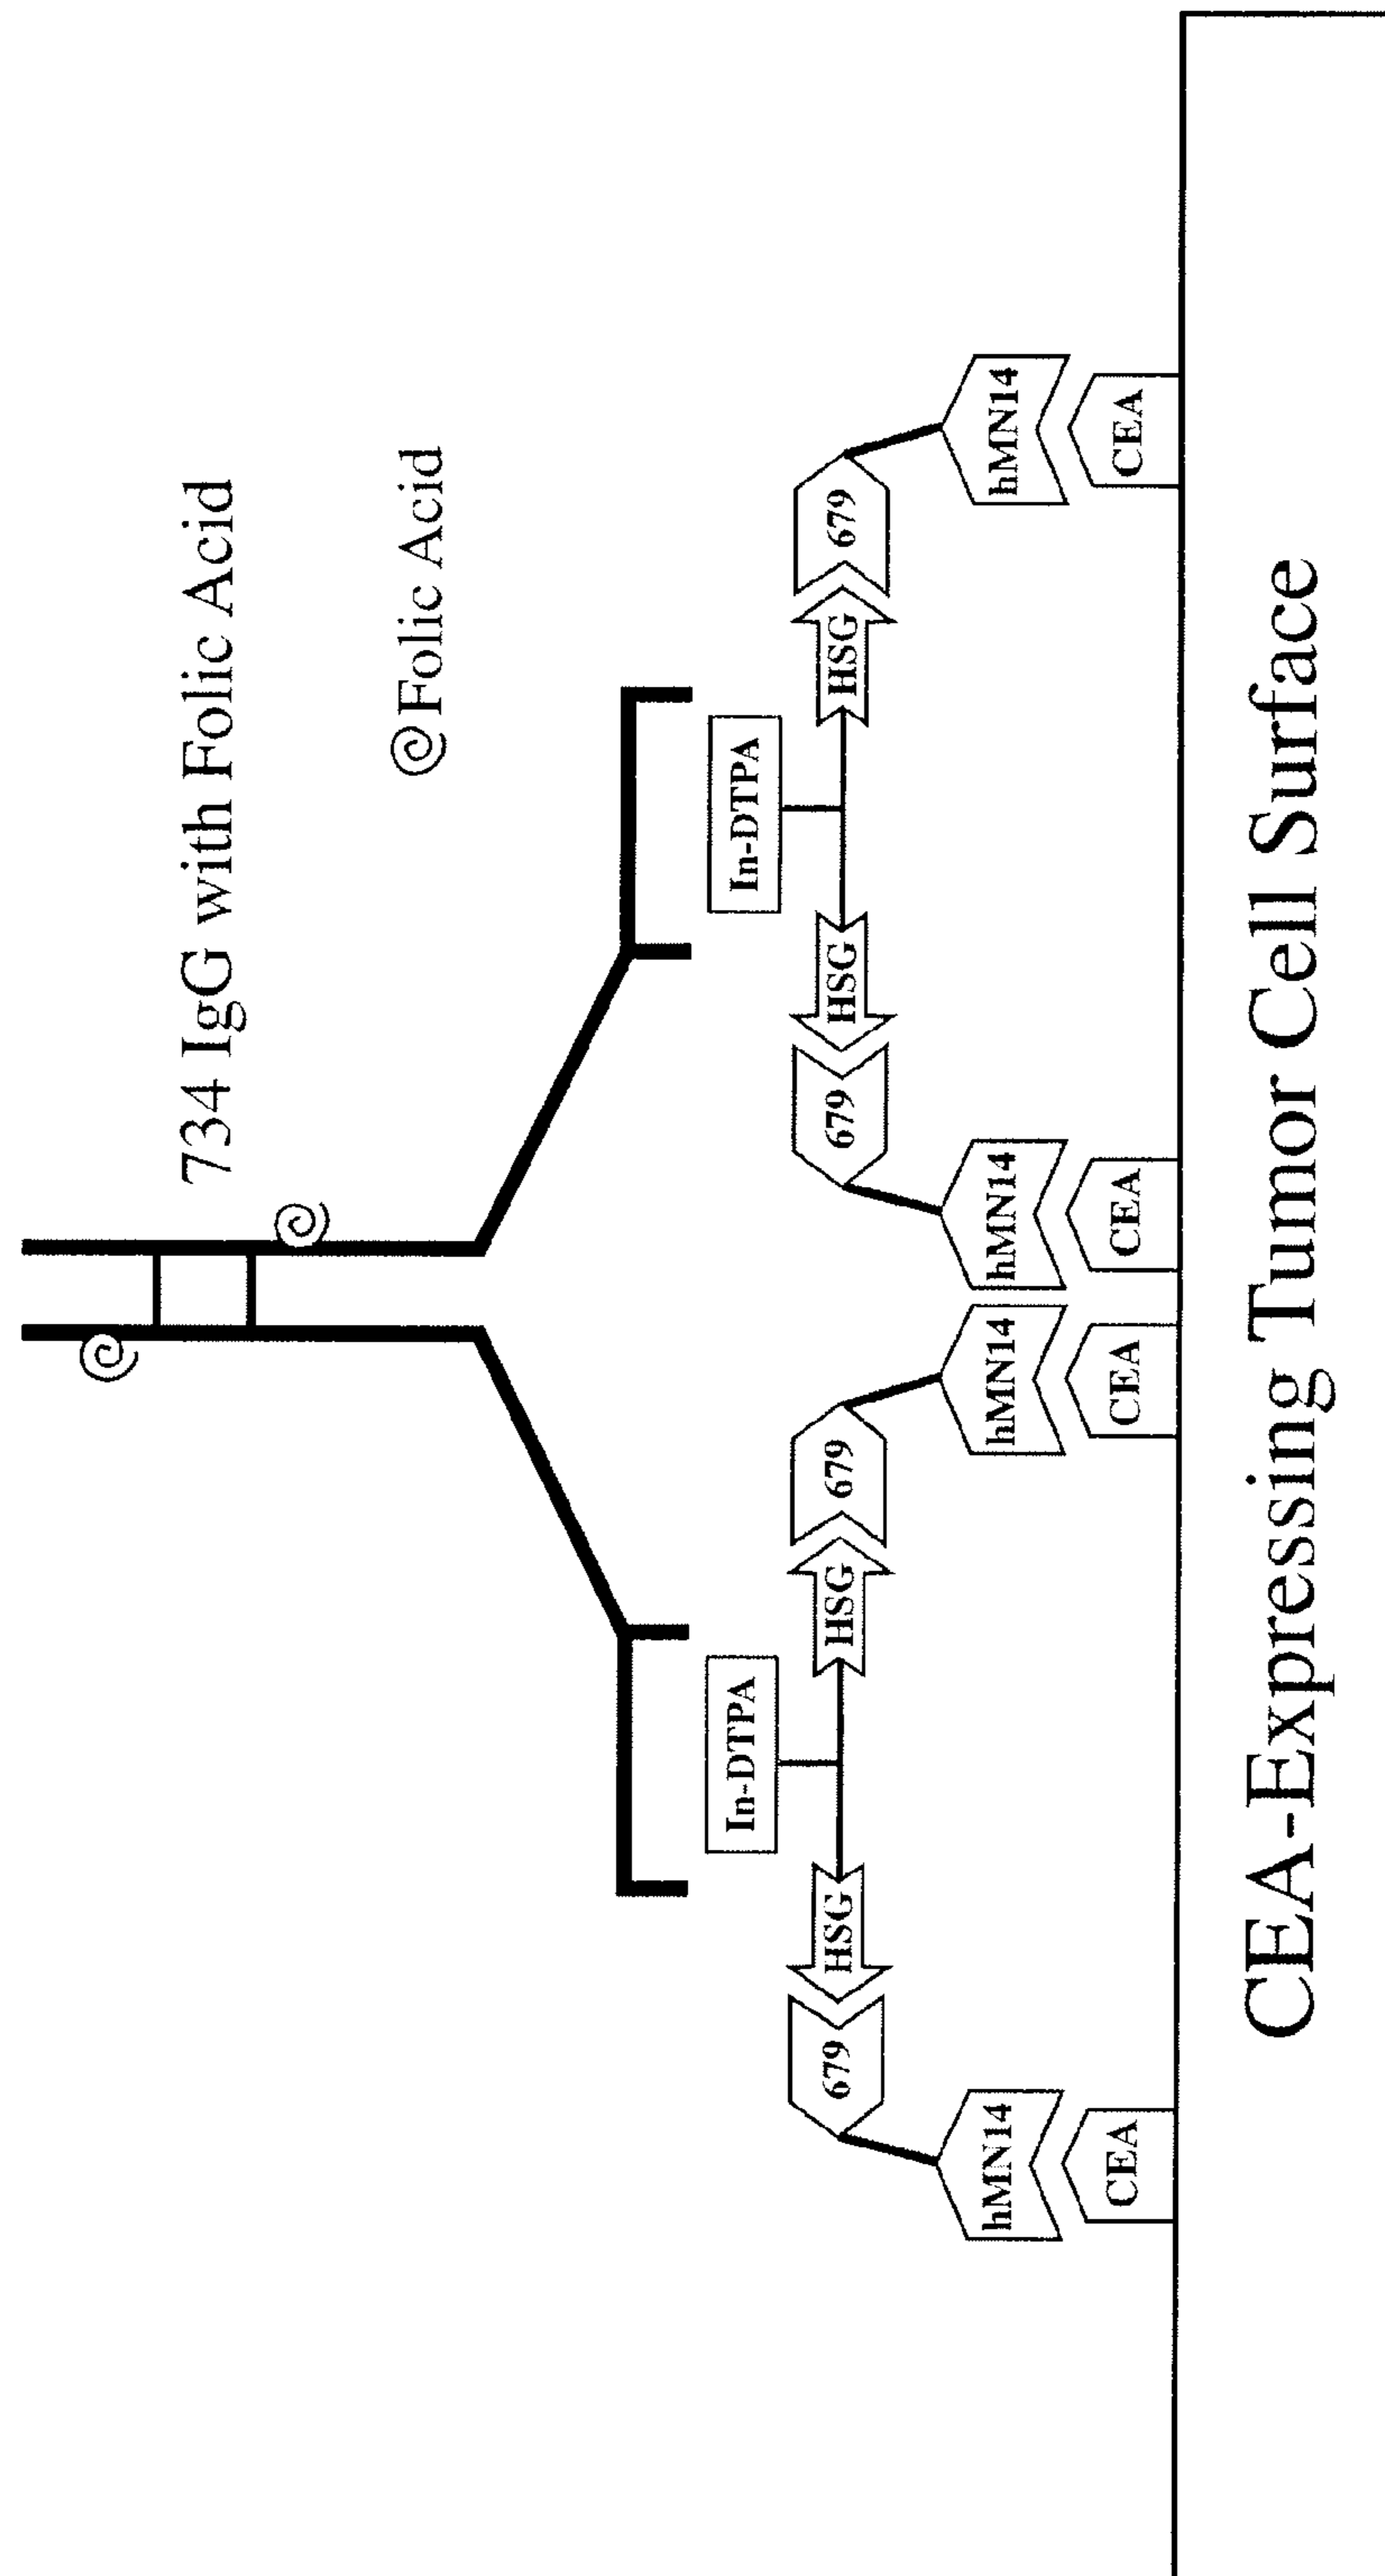 734 IgG with Folic Acid
Folic Acid
In-DTPA
In-DTPA
679
HSG
HSG
679
679
HSG
HSG
679
hMN14
hMN14
hMN14
hMN14
CEA
CEA
CEA
CEA
CEA-Expressing Tumor Cell Surface